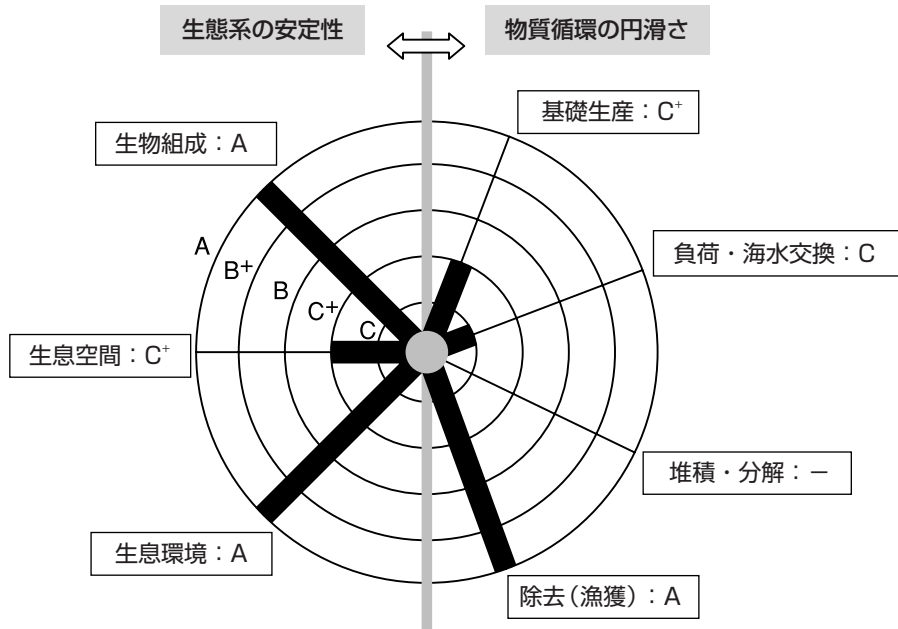 生態系の安定性
物質循環の円滑さ
基礎生産：C⁺
生物組成：A
A
B+
B
C+
C
負荷・海水交換：C
生息空間：C⁺
堆積・分解：－
生息環境：A
除去（漁獲）：A